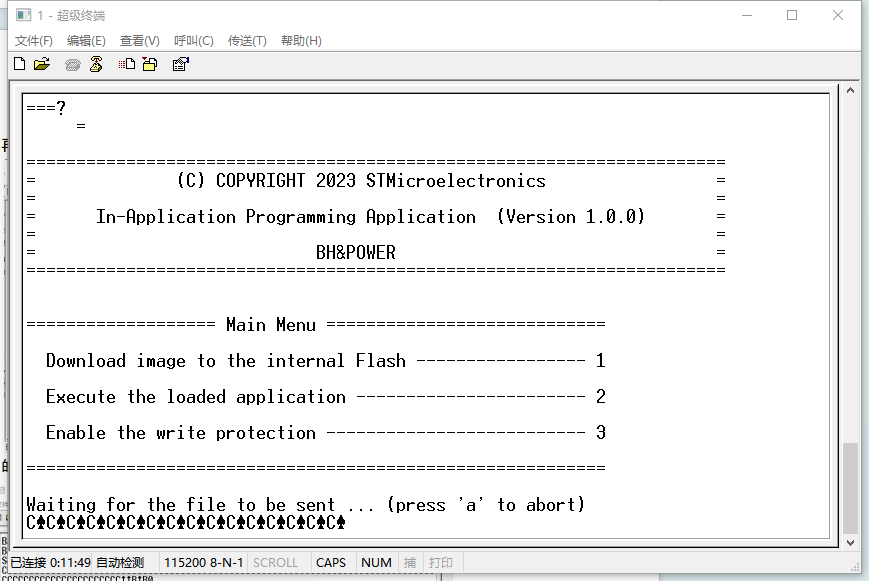 1 - 超级终端
文件(F) 编辑(E) 查看(V) 呼叫(C) 传送(T) 帮助(H)
===?
=
======================================================================
= (C) COPYRIGHT 2023 STMicroelectronics =
= =
= In-Application Programming Application (Version 1.0.0) =
= =
= BH&POWER =
======================================================================
=================== Main Menu ============================
Download image to the internal Flash ----------------- 1
Execute the loaded application ----------------------- 2
Enable the write protection -------------------------- 3
==========================================================
Waiting for the file to be sent ... (press 'a' to abort)
C♠C♠C♠C♠C♠C♠C♠C♠C♠C♠C♠C♠C♠C♠C♠C♠
已连接 0:11:49 自动检测 115200 8-N-1 SCROLL CAPS NUM 捕 打印